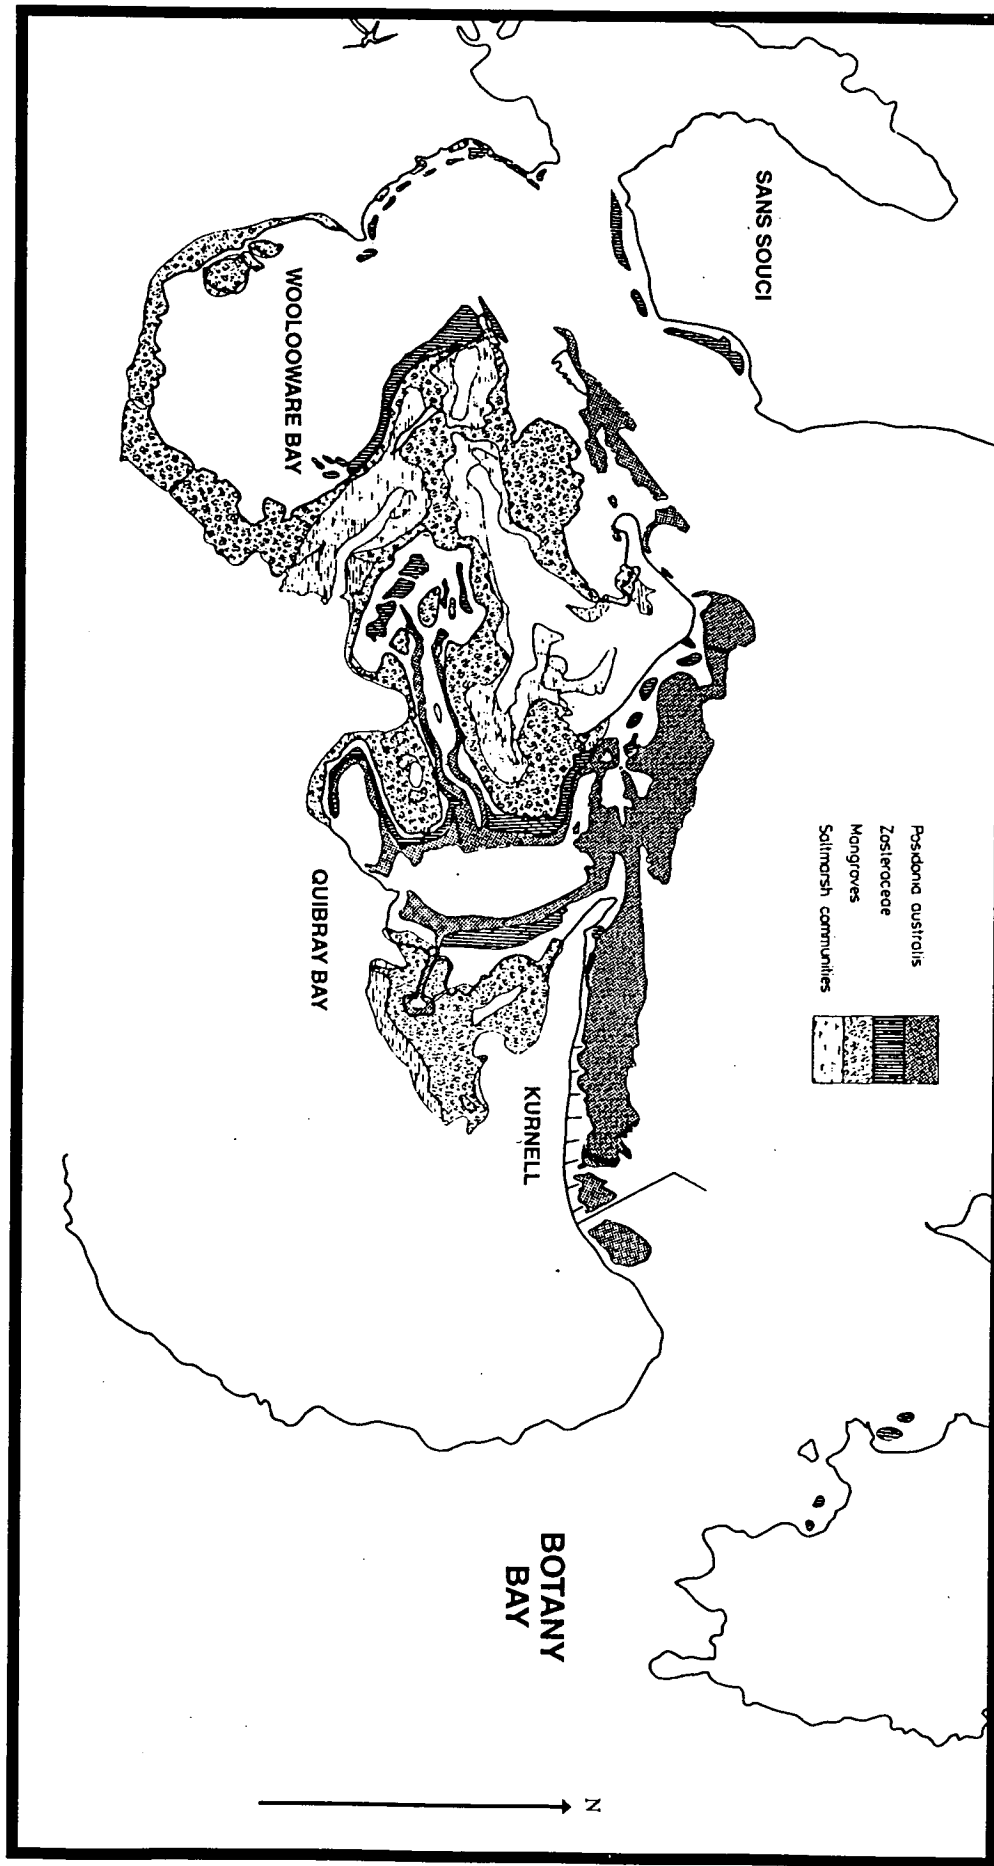 SANS SOUCI
WOOLOOWARE BAY
Posidonia australis
Zosteraceae
Mangroves
Saltmarsh communities
QUIBRAY BAY
KURNELL
BOTANY
BAY
N